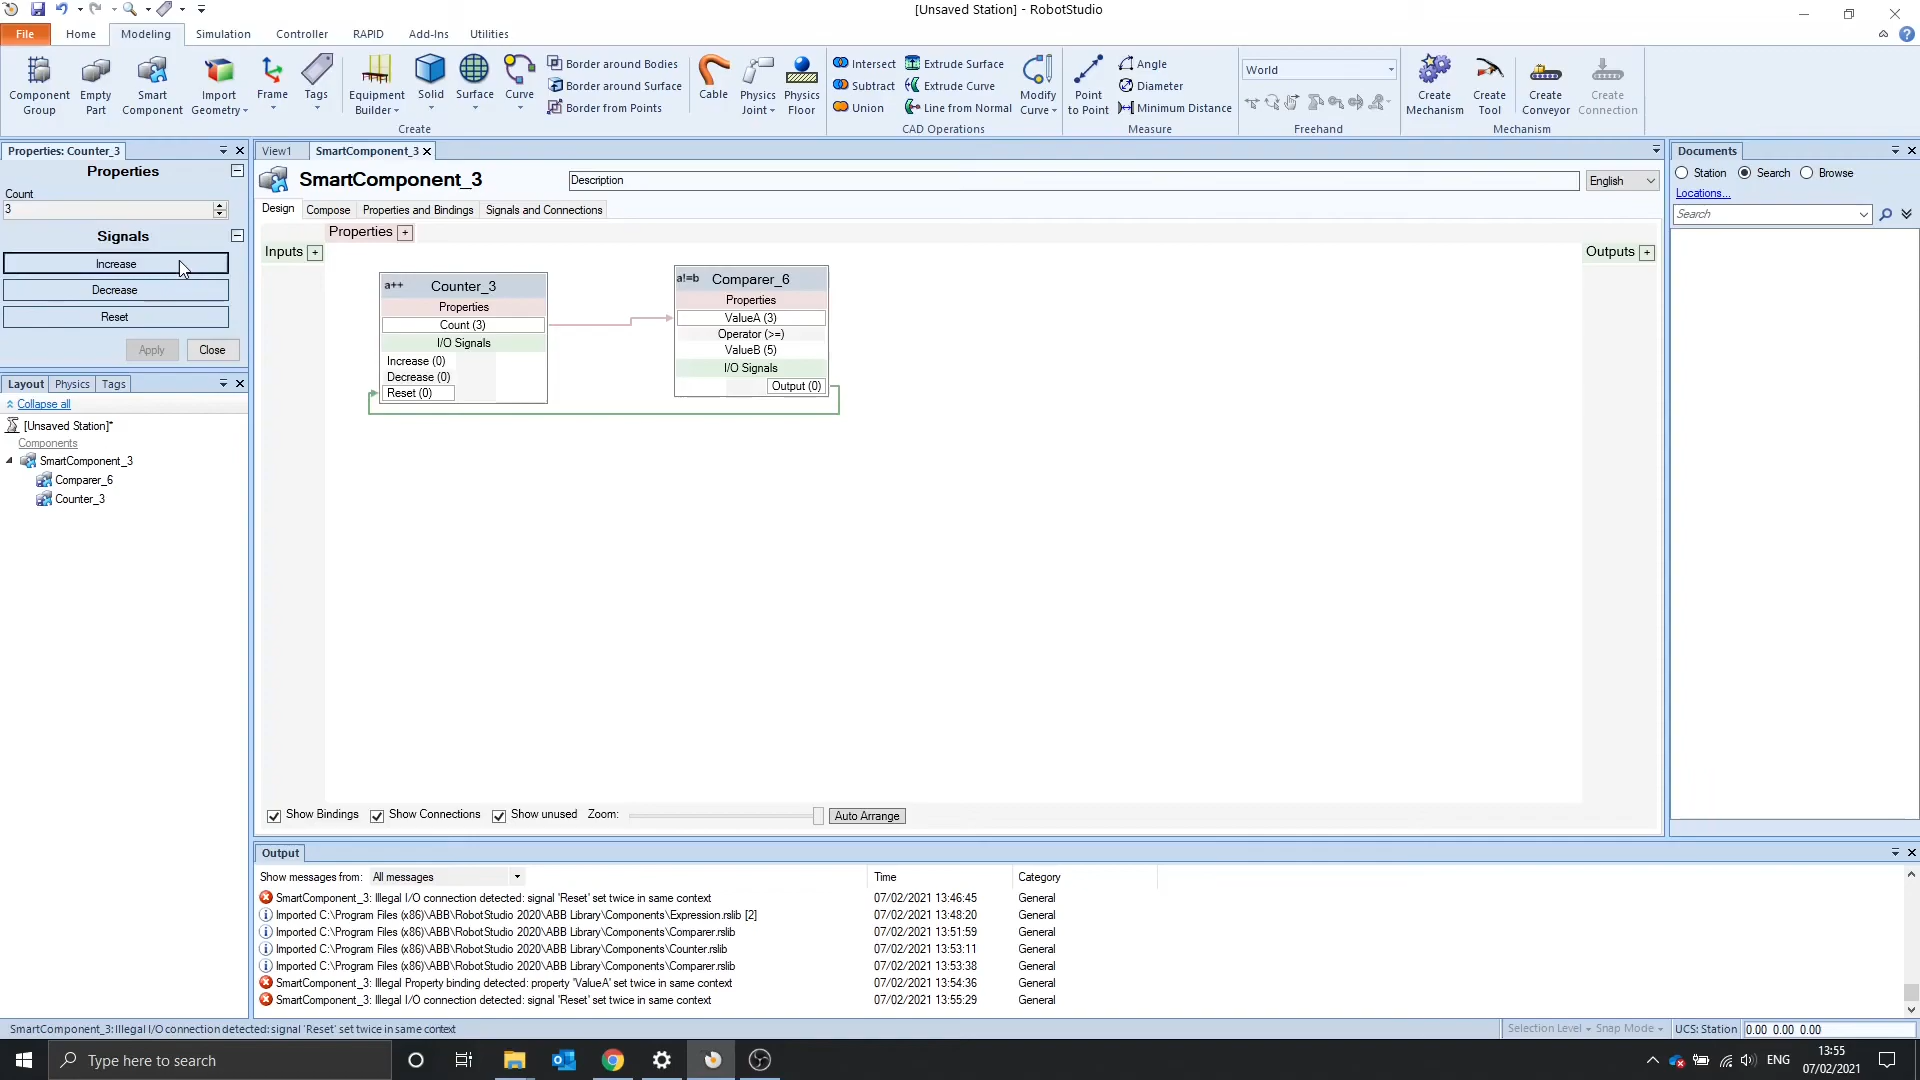 [Unsaved Station] - RobotStudio
File Home Modeling Simulation Controller RAPID Add-Ins Utilities
Component Group
Empty Part
Smart Component
Import Geometry
Frame
Tags
Equipment Builder
Solid
Surface
Curve
Border around Bodies
Border around Surface
Border from Points
Create
Cable
Physics Joint
Physics Floor
Intersect
Subtract
Union
Extrude Surface
Extrude Curve
Line from Normal
Modify Curve
CAD Operations
Point to Point
Angle
Diameter
Minimum Distance
Measure
World
Freehand
Create Mechanism
Create Tool
Create Conveyor
Create Connection
Mechanism
Properties: Counter_3
Properties
Count
3
Signals
Increase
Decrease
Reset
Apply Close
Layout Physics Tags
Collapse all
[Unsaved Station]*
Components
SmartComponent_3
Comparer_6
Counter_3
View1 SmartComponent_3
SmartComponent_3
Description
English
Design Compose Properties and Bindings Signals and Connections
Properties +
Inputs +
Outputs +
a++ Counter_3
Properties
Count (3)
I/O Signals
Increase (0)
Decrease (0)
Reset (0)
a!=b Comparer_6
Properties
ValueA (3)
Operator (>=)
ValueB (5)
I/O Signals
Output (0)
Show Bindings Show Connections Show unused Zoom: Auto Arrange
Documents
Station Search Browse
Locations...
Search
Output
Show messages from: All messages Time Category
SmartComponent_3: Illegal I/O connection detected: signal 'Reset' set twice in same context 07/02/2021 13:46:45 General
Imported C:\Program Files (x86)\ABB\RobotStudio 2020\ABB Library\Components\Expression.rslib [2] 07/02/2021 13:48:20 General
Imported C:\Program Files (x86)\ABB\RobotStudio 2020\ABB Library\Components\Comparer.rslib 07/02/2021 13:51:59 General
Imported C:\Program Files (x86)\ABB\RobotStudio 2020\ABB Library\Components\Counter.rslib 07/02/2021 13:53:11 General
Imported C:\Program Files (x86)\ABB\RobotStudio 2020\ABB Library\Components\Comparer.rslib 07/02/2021 13:53:38 General
SmartComponent_3: Illegal Property binding detected: property 'ValueA' set twice in same context 07/02/2021 13:54:36 General
SmartComponent_3: Illegal I/O connection detected: signal 'Reset' set twice in same context 07/02/2021 13:55:29 General
SmartComponent_3: Illegal I/O connection detected: signal 'Reset' set twice in same context
Selection Level Snap Mode UCS: Station 0.00 0.00 0.00
Type here to search
ENG
13:55
07/02/2021